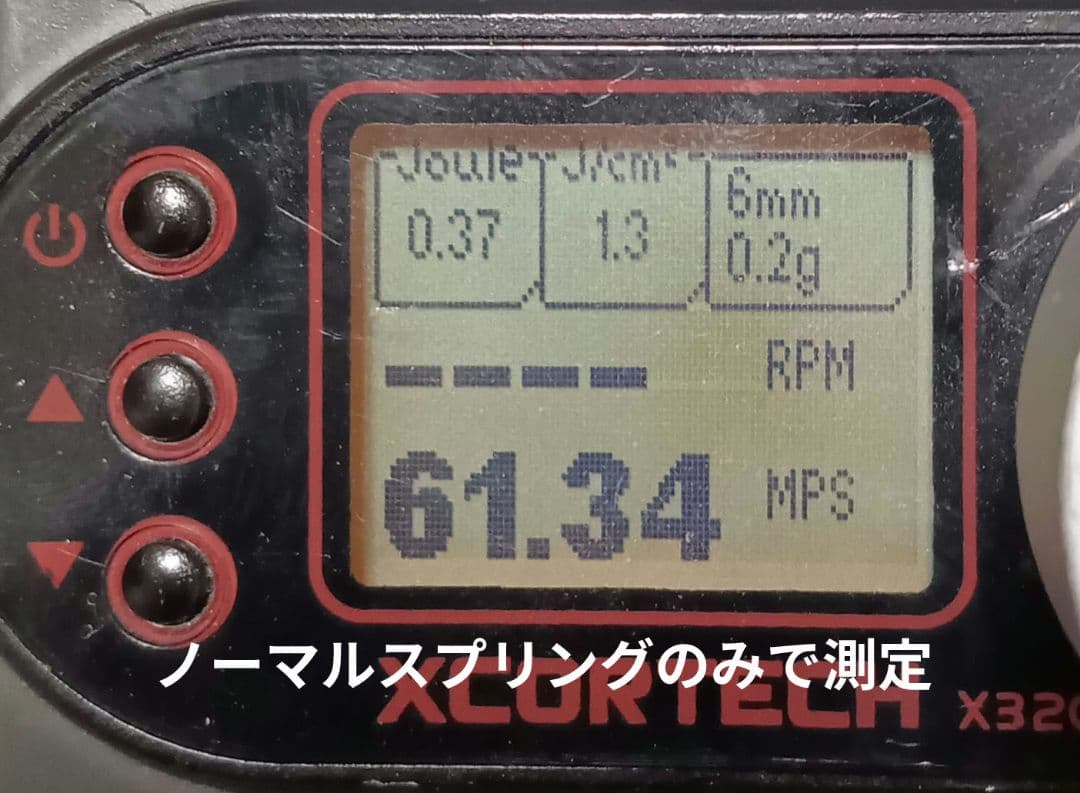 Joule J/cm²
0.37 1.3 6mm
0.2g
---- RPM
61.34 MPS
ノーマルスプリングのみで測定
XCORTECH X320